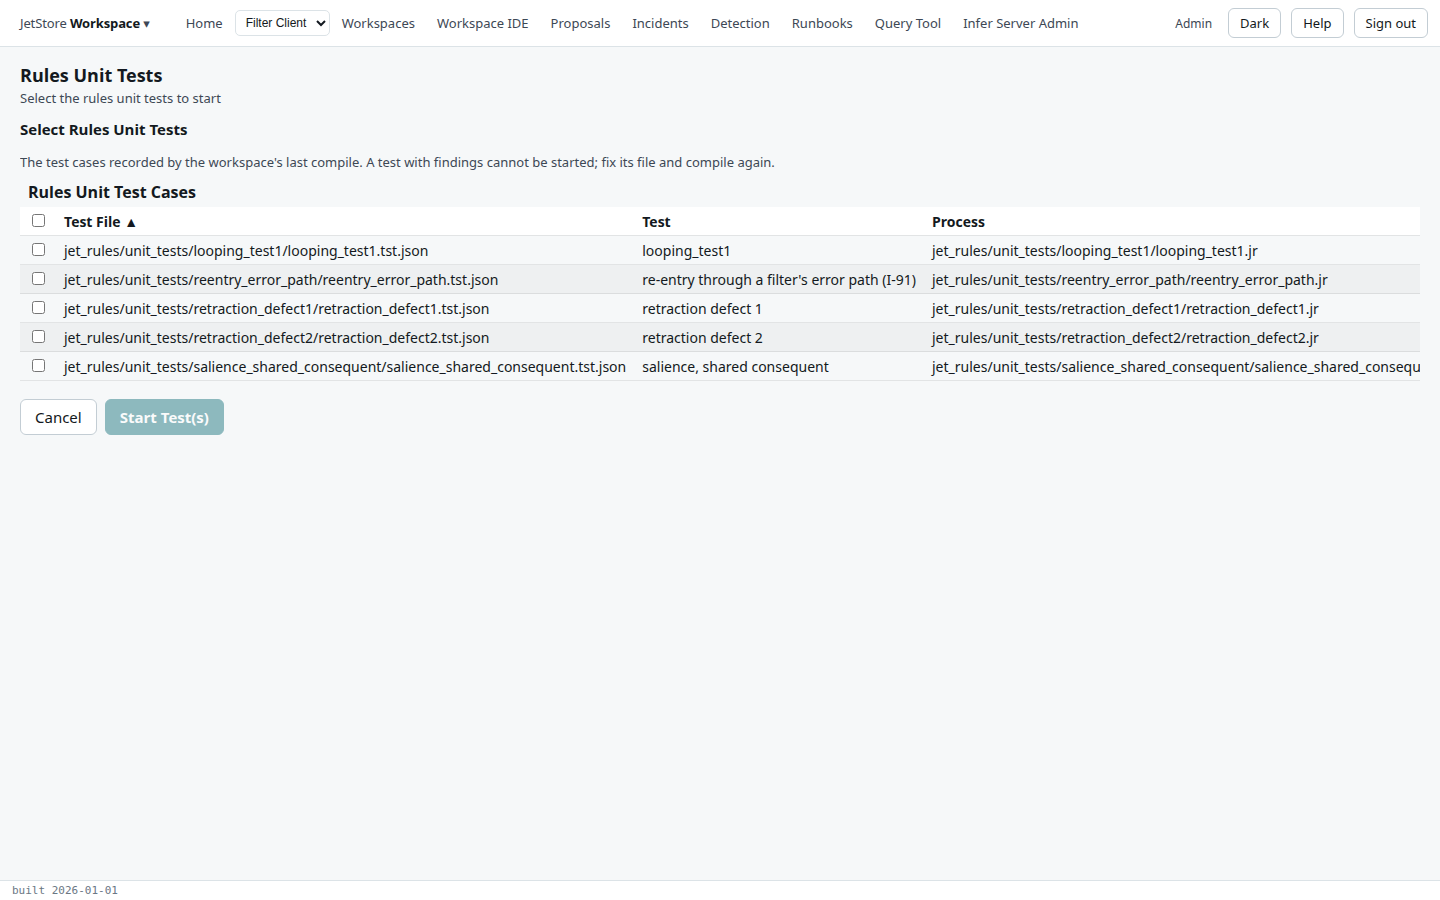 JetStore Workspace ▾ Home Filter Client Workspaces Workspace IDE Proposals Incidents Detection Runbooks Query Tool Infer Server Admin Admin Dark Help Sign out
Rules Unit Tests
Select the rules unit tests to start
Select Rules Unit Tests
The test cases recorded by the workspace's last compile. A test with findings cannot be started; fix its file and compile again.
Rules Unit Test Cases
Test File ▲ Test Process
jet_rules/unit_tests/looping_test1/looping_test1.tst.json looping_test1 jet_rules/unit_tests/looping_test1/looping_test1.jr
jet_rules/unit_tests/reentry_error_path/reentry_error_path.tst.json re-entry through a filter's error path (I-91) jet_rules/unit_tests/reentry_error_path/reentry_error_path.jr
jet_rules/unit_tests/retraction_defect1/retraction_defect1.tst.json retraction defect 1 jet_rules/unit_tests/retraction_defect1/retraction_defect1.jr
jet_rules/unit_tests/retraction_defect2/retraction_defect2.tst.json retraction defect 2 jet_rules/unit_tests/retraction_defect2/retraction_defect2.jr
jet_rules/unit_tests/salience_shared_consequent/salience_shared_consequent.tst.json salience, shared consequent jet_rules/unit_tests/salience_shared_consequent/salience_shared_consequ
Cancel Start Test(s)
built 2026-01-01